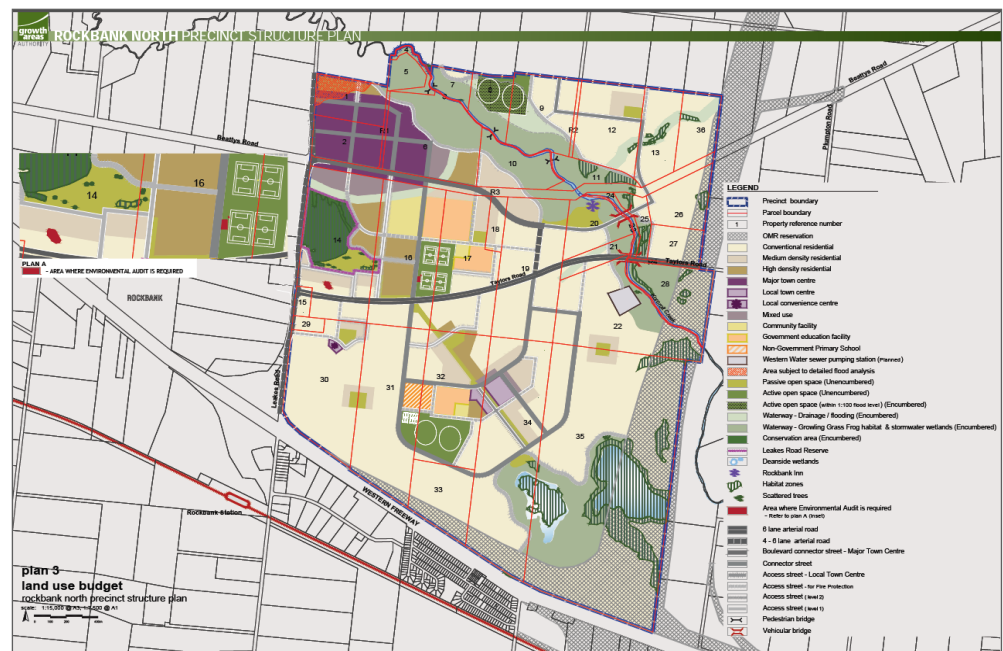 growth
areas
AUTHORITY
ROCKBANK NORTH PRECINCT STRUCTURE PLAN
Beattys Road
Plumpton Road
Beattys Road
4
5
7
8
9
1
R1
2
6
R2
12
13
36
10
11
24
R3
20
25
26
18
21
27
Taylors Road
14
16
17
19
28
Taylors Road
Kororoit Creek
15
29
22
30
31
32
34
35
33
Leakes Road
14
16
PLAN A
- AREA WHERE ENVIRONMENTAL AUDIT IS REQUIRED
ROCKBANK
WESTERN FREEWAY
Rockbank Station
LEGEND
Precinct boundary
Parcel boundary
1 Property reference number
OMR reservation
Conventional residential
Medium density residential
High density residential
Major town centre
Local town centre
Local convenience centre
Mixed use
Community facility
Government education facility
Non-Government Primary School
Western Water sewer pumping station (Planned)
Area subject to detailed flood analysis
Passive open space (Unencumbered)
Active open space (Unencumbered)
Active open space (within 1:100 flood level) (Encumbered)
Waterway - Drainage / flooding (Encumbered)
Waterway - Growling Grass Frog habitat & stormwater wetlands (Encumbered)
Conservation area (Encumbered)
Leakes Road Reserve
Deanside wetlands
Rockbank Inn
Habitat zones
Scattered trees
Area where Environmental Audit is required
- Refer to plan A (inset)
6 lane arterial road
4 - 6 lane arterial road
Boulevard connector street - Major Town Centre
Connector street
Access street - Local Town Centre
Access street - for Fire Protection
Access street (level 2)
Access street (level 1)
Pedestrian bridge
Vehicular bridge
plan 3
land use budget
rockbank north precinct structure plan
scale: